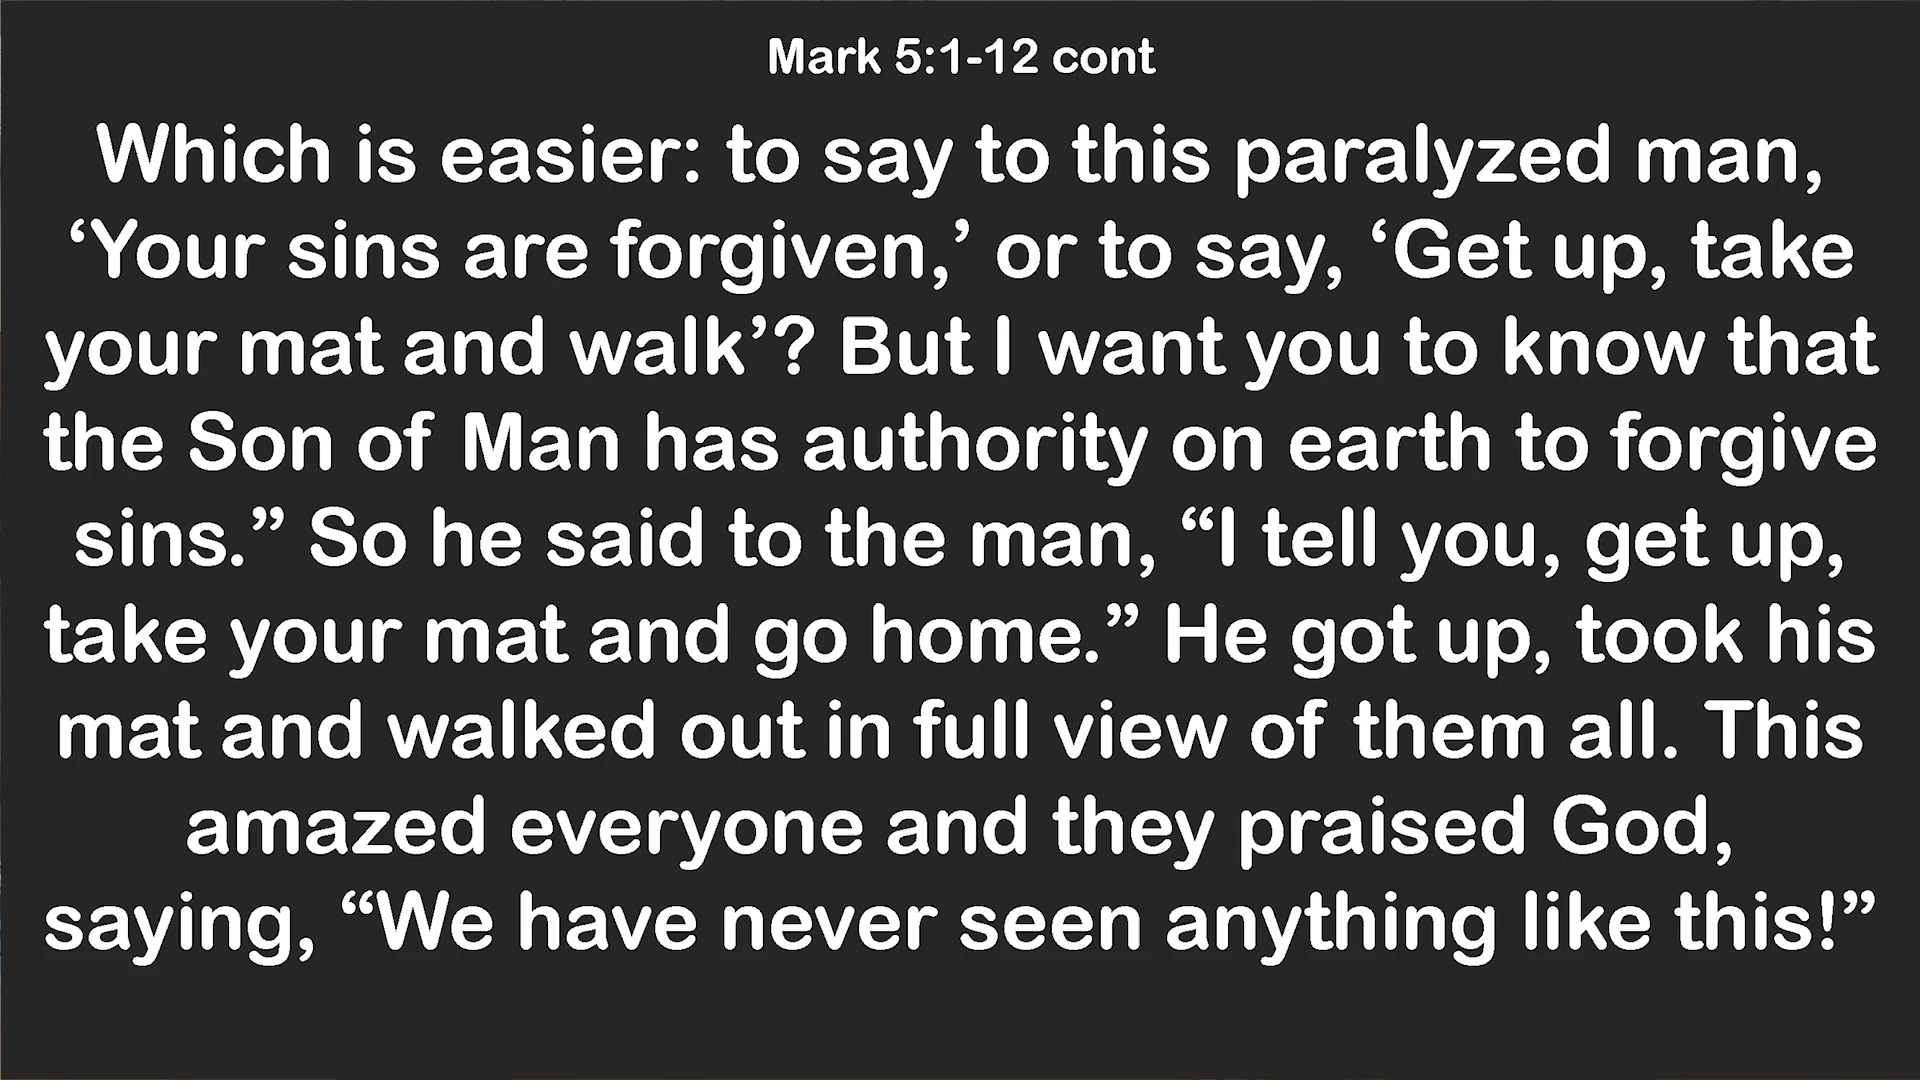 Mark 5:1-12 cont
Which is easier: to say to this paralyzed man,
‘Your sins are forgiven,’ or to say, ‘Get up, take
your mat and walk’? But I want you to know that
the Son of Man has authority on earth to forgive
sins.” So he said to the man, “I tell you, get up,
take your mat and go home.” He got up, took his
mat and walked out in full view of them all. This
amazed everyone and they praised God,
saying, “We have never seen anything like this!”